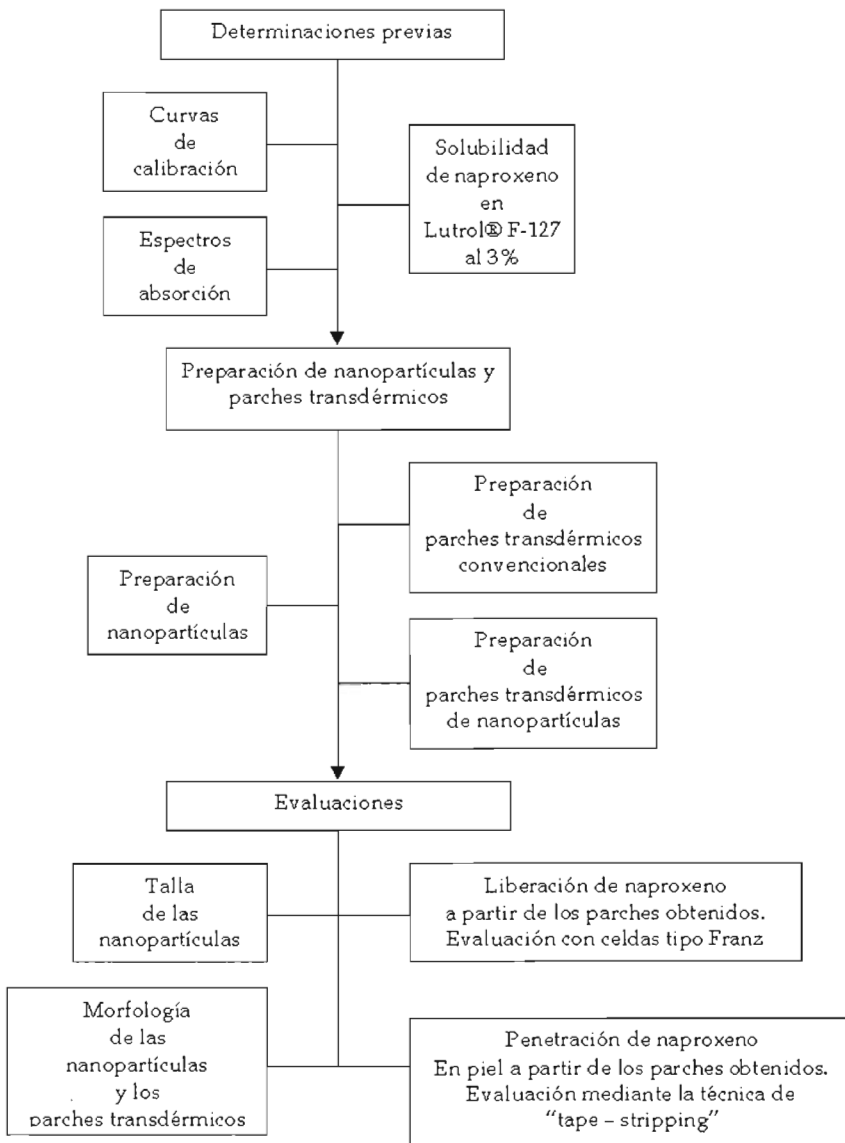 Determinaciones previas
Curvas
de
calibración
Solubilidad
de naproxeno
en
Lutrol® F-127
al 3%
Espectros
de
absorción
Preparación de nanopartículas y
parches transdérmicos
Preparación
de
parches transdérmicos
convencionales
Preparación
de
nanopartículas
Preparación
de
parches transdérmicos
de nanopartículas
Evaluaciones
Talla
de las
nanopartículas
Liberación de naproxeno
a partir de los parches obtenidos.
Evaluación con celdas tipo Franz
Morfología
de las
nanopartículas
y los
parches transdérmicos
Penetración de naproxeno
En piel a partir de los parches obtenidos.
Evaluación mediante la técnica de
“tape – stripping”